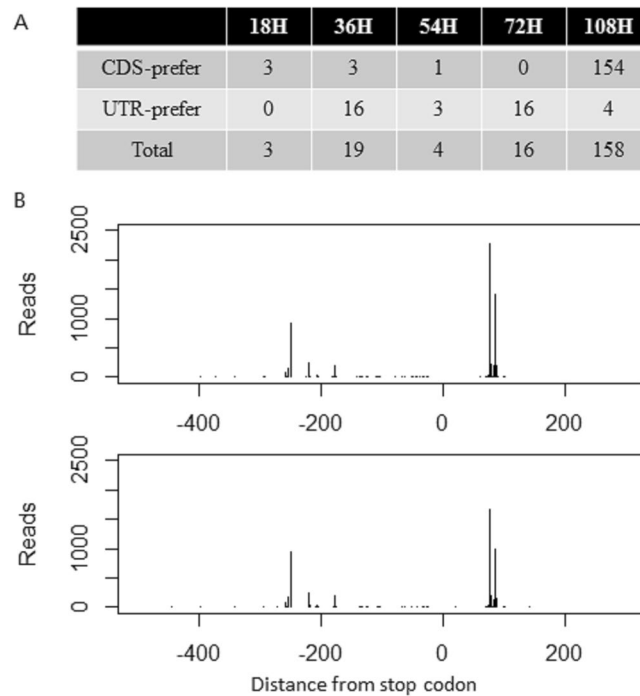 A
18H 36H 54H 72H 108H
CDS-prefer 3 3 1 0 154
UTR-prefer 0 16 3 16 4
Total 3 19 4 16 158
B
2500
1000
0
Reads
-400 -200 0 200
2500
1000
0
Reads
-400 -200 0 200
Distance from stop codon